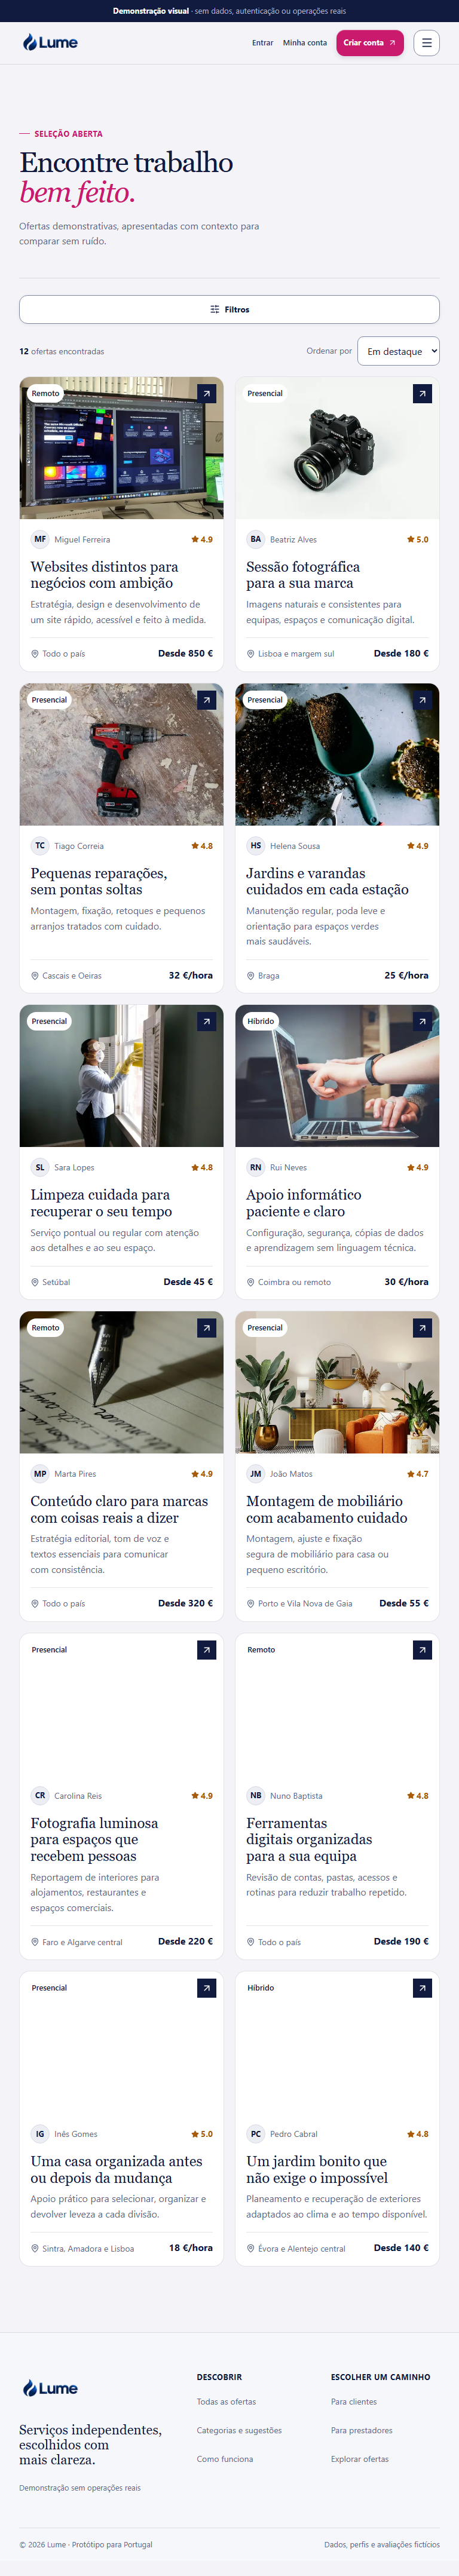 Demonstração visual · sem dados, autenticação ou operações reais
Lume
Entrar
Minha conta
Criar conta
SELEÇÃO ABERTA
Encontre trabalho
bem feito.
Ofertas demonstrativas, apresentadas com contexto para
comparar sem ruído.
Filtros
12 ofertas encontradas
Ordenar por
Em destaque
Remoto
MF
Miguel Ferreira
4.9
Websites distintos para
negócios com ambição
Estratégia, design e desenvolvimento de
um site rápido, acessível e feito à medida.
Todo o país
Desde 850 €
Presencial
BA
Beatriz Alves
5.0
Sessão fotográfica
para a sua marca
Imagens naturais e consistentes para
equipas, espaços e comunicação digital.
Lisboa e margem sul
Desde 180 €
Presencial
TC
Tiago Correia
4.8
Pequenas reparações,
sem pontas soltas
Montagem, fixação, retoques e pequenos
arranjos tratados com cuidado.
Cascais e Oeiras
32 €/hora
Presencial
HS
Helena Sousa
4.9
Jardins e varandas
cuidados em cada estação
Manutenção regular, poda leve e
orientação para espaços verdes
mais saudáveis.
Braga
25 €/hora
Presencial
SL
Sara Lopes
4.8
Limpeza cuidada para
recuperar o seu tempo
Serviço pontual ou regular com atenção
aos detalhes e ao seu espaço.
Setúbal
Desde 45 €
Híbrido
RN
Rui Neves
4.9
Apoio informático
paciente e claro
Configuração, segurança, cópias de dados
e aprendizagem sem linguagem técnica.
Coimbra ou remoto
30 €/hora
Remoto
MP
Marta Pires
4.9
Conteúdo claro para marcas
com coisas reais a dizer
Estratégia editorial, tom de voz e
textos essenciais para comunicar
com consistência.
Todo o país
Desde 320 €
Presencial
JM
João Matos
4.7
Montagem de mobiliário
com acabamento cuidado
Montagem, ajuste e fixação
segura de mobiliário para casa ou
pequeno escritório.
Porto e Vila Nova de Gaia
Desde 55 €
Presencial
CR
Carolina Reis
4.9
Fotografia luminosa
para espaços que
recebem pessoas
Reportagem de interiores para
alojamentos, restaurantes e
espaços comerciais.
Faro e Algarve central
Desde 220 €
Remoto
NB
Nuno Baptista
4.8
Ferramentas
digitais organizadas
para a sua equipa
Revisão de contas, pastas, acessos e
rotinas para reduzir trabalho repetido.
Todo o país
Desde 190 €
Presencial
IG
Inês Gomes
5.0
Uma casa organizada antes
ou depois da mudança
Apoio prático para selecionar, organizar e
devolver leveza a cada divisão.
Sintra, Amadora e Lisboa
18 €/hora
Híbrido
PC
Pedro Cabral
4.8
Um jardim bonito que
não exige o impossível
Planeamento e recuperação de exteriores
adaptados ao clima e ao tempo disponível.
Évora e Alentejo central
Desde 140 €
Lume
Serviços independentes,
escolhidos com
mais clareza.
Demonstração sem operações reais
DESCOBRIR
Todas as ofertas
Categorias e sugestões
Como funciona
ESCOLHER UM CAMINHO
Para clientes
Para prestadores
Explorar ofertas
© 2026 Lume · Protótipo para Portugal
Dados, perfis e avaliações fictícios